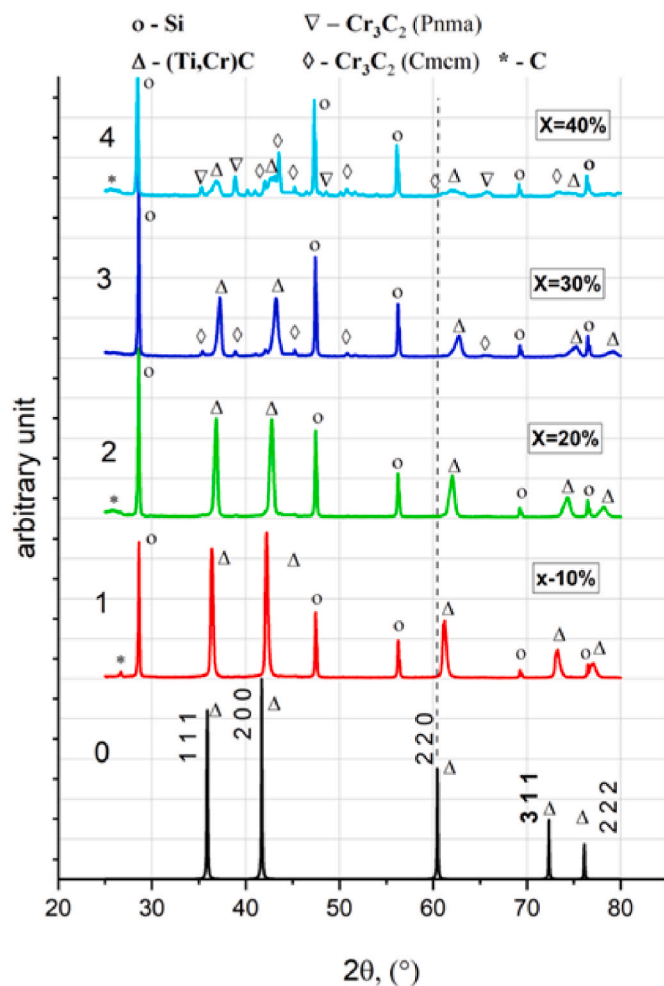 o - Si ∇ – Cr₃C₂ (Pnma)
Δ - (Ti,Cr)C ◊ - Cr₃C₂ (Cmcm) * - C
4
X=40%
* o ∇ Δ ∇ ◊ Δ ◊ ◊ o ∇ ◊ o ◊ Δ ∇ o ◊ Δ o
3
X=30%
o ◊ Δ ◊ Δ ◊ o ◊ o Δ ◊ o Δ o Δ
2
X=20%
* o Δ Δ o o Δ o Δ o Δ
1
x-10%
* o Δ Δ o o Δ o Δ o Δ
0
1 1 1 Δ
2 0 0 Δ
2 2 0 Δ
3 1 1 Δ
Δ 2 2 2
arbitrary unit
20 30 40 50 60 70 80
2θ, (°)